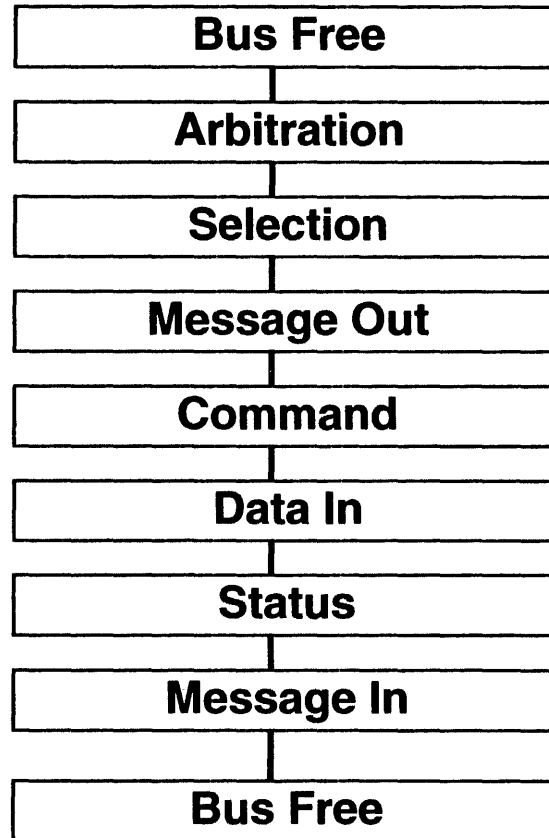 Bus Free
Arbitration
Selection
Message Out
Command
Data In
Status
Message In
Bus Free